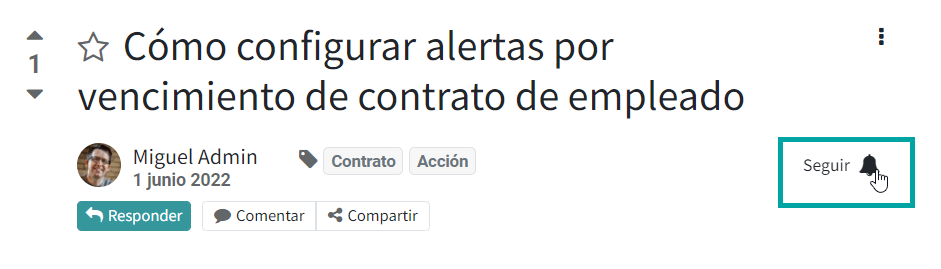 1
Cómo configurar alertas por
vencimiento de contrato de empleado
Miguel Admin
1 junio 2022
Contrato Acción
Seguir
Responder Comentar Compartir